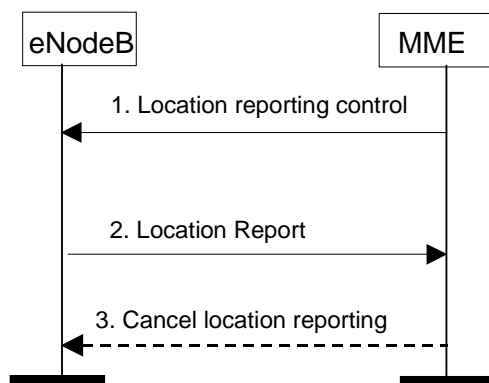 eNodeB
MME
1. Location reporting control
2. Location Report
3. Cancel location reporting